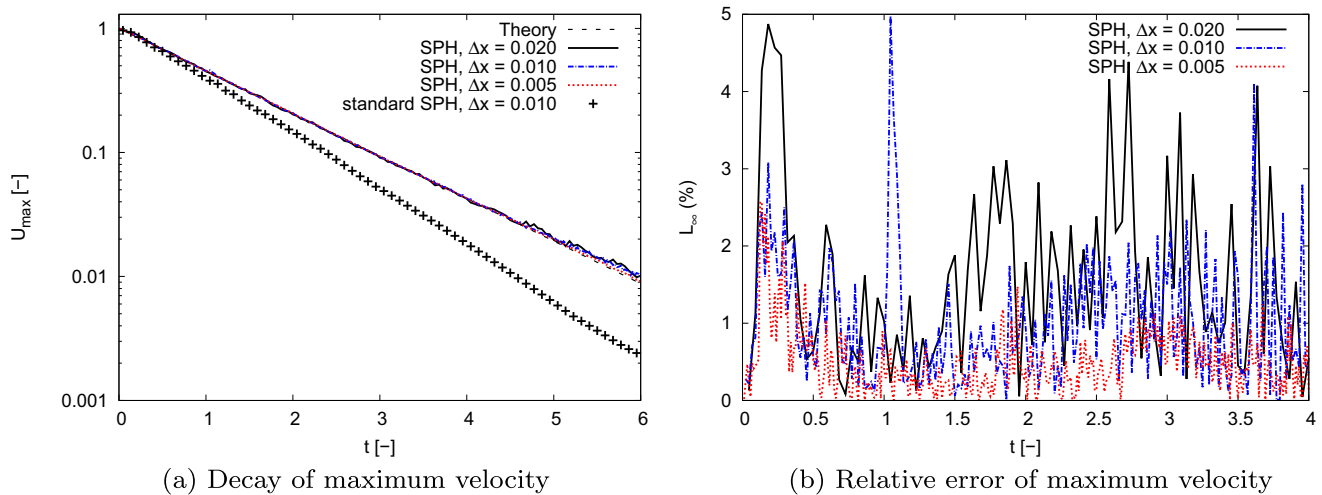 1
0.1
0.01
0.001
U_max [–]
0 1 2 3 4 5 6
t [–]
Theory
SPH, Δx = 0.020
SPH, Δx = 0.010
SPH, Δx = 0.005
standard SPH, Δx = 0.010
(a) Decay of maximum velocity
5%
4
3
2
1
0
L_∞ (%)
0 0.5 1 1.5 2 2.5 3 3.5 4
t [–]
SPH, Δx = 0.020
SPH, Δx = 0.010
SPH, Δx = 0.005
(b) Relative error of maximum velocity